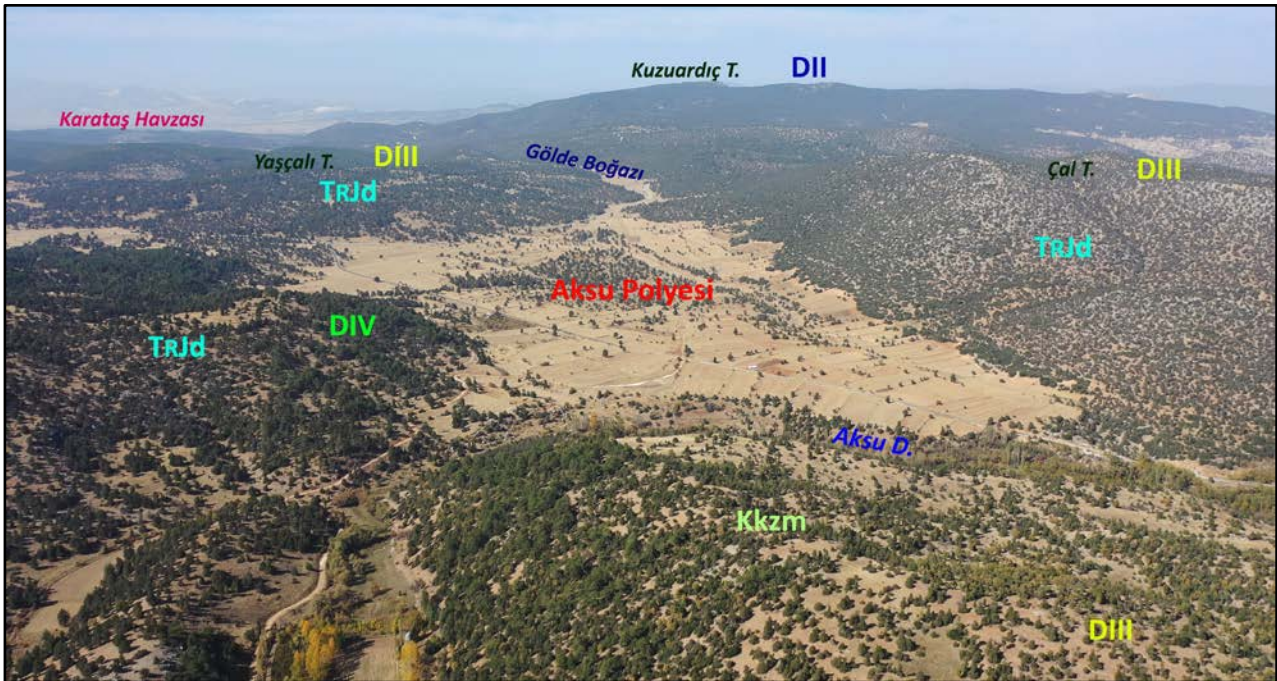 Kuzuardıç T.
DII
Karataş Havzası
Yaşçalı T.
DIII
Gölde Boğazı
Çal T.
DIII
TRJd
TRJd
Aksu Polyesi
DIV
TRJd
Aksu D.
Kkzm
DIII